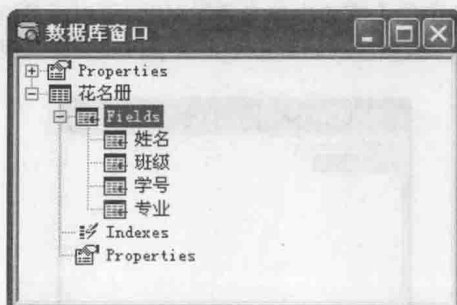 数据库窗口
Properties
花名册
Fields
姓名
班级
学号
专业
Indexes
Properties